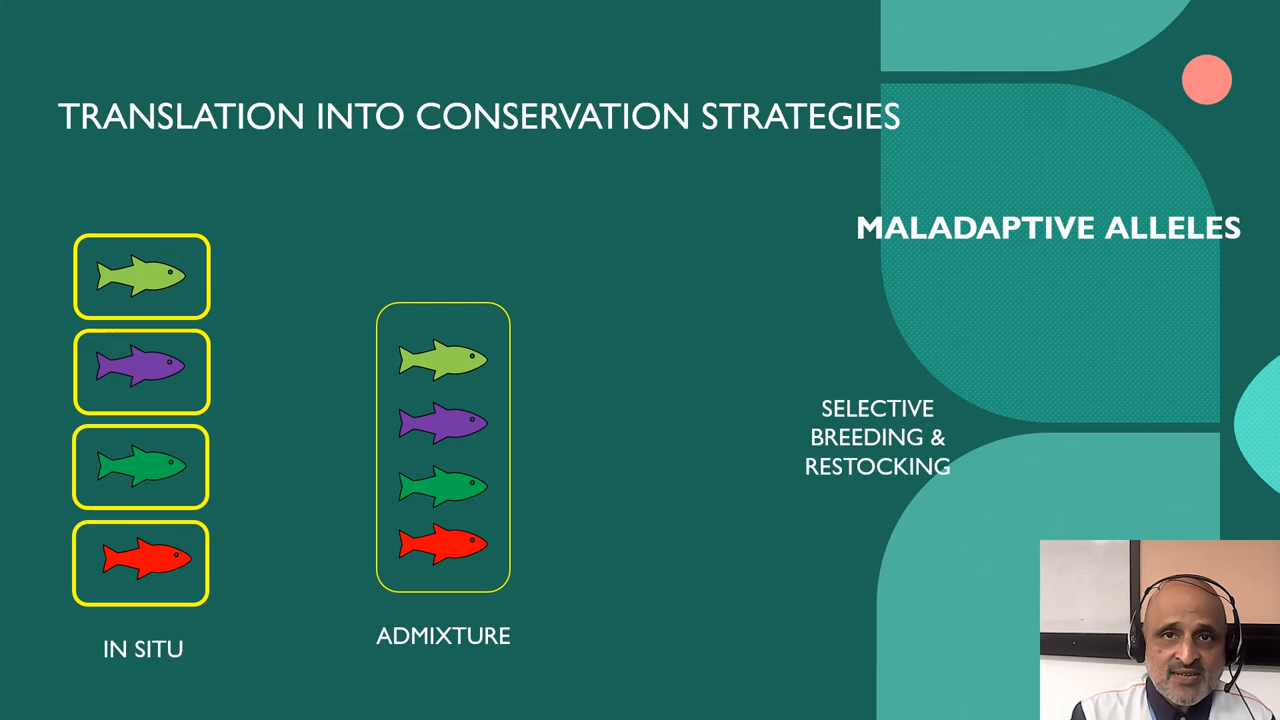 TRANSLATION INTO CONSERVATION STRATEGIES
MALADAPTIVE ALLELES
SELECTIVE
BREEDING &
RESTOCKING
IN SITU
ADMIXTURE